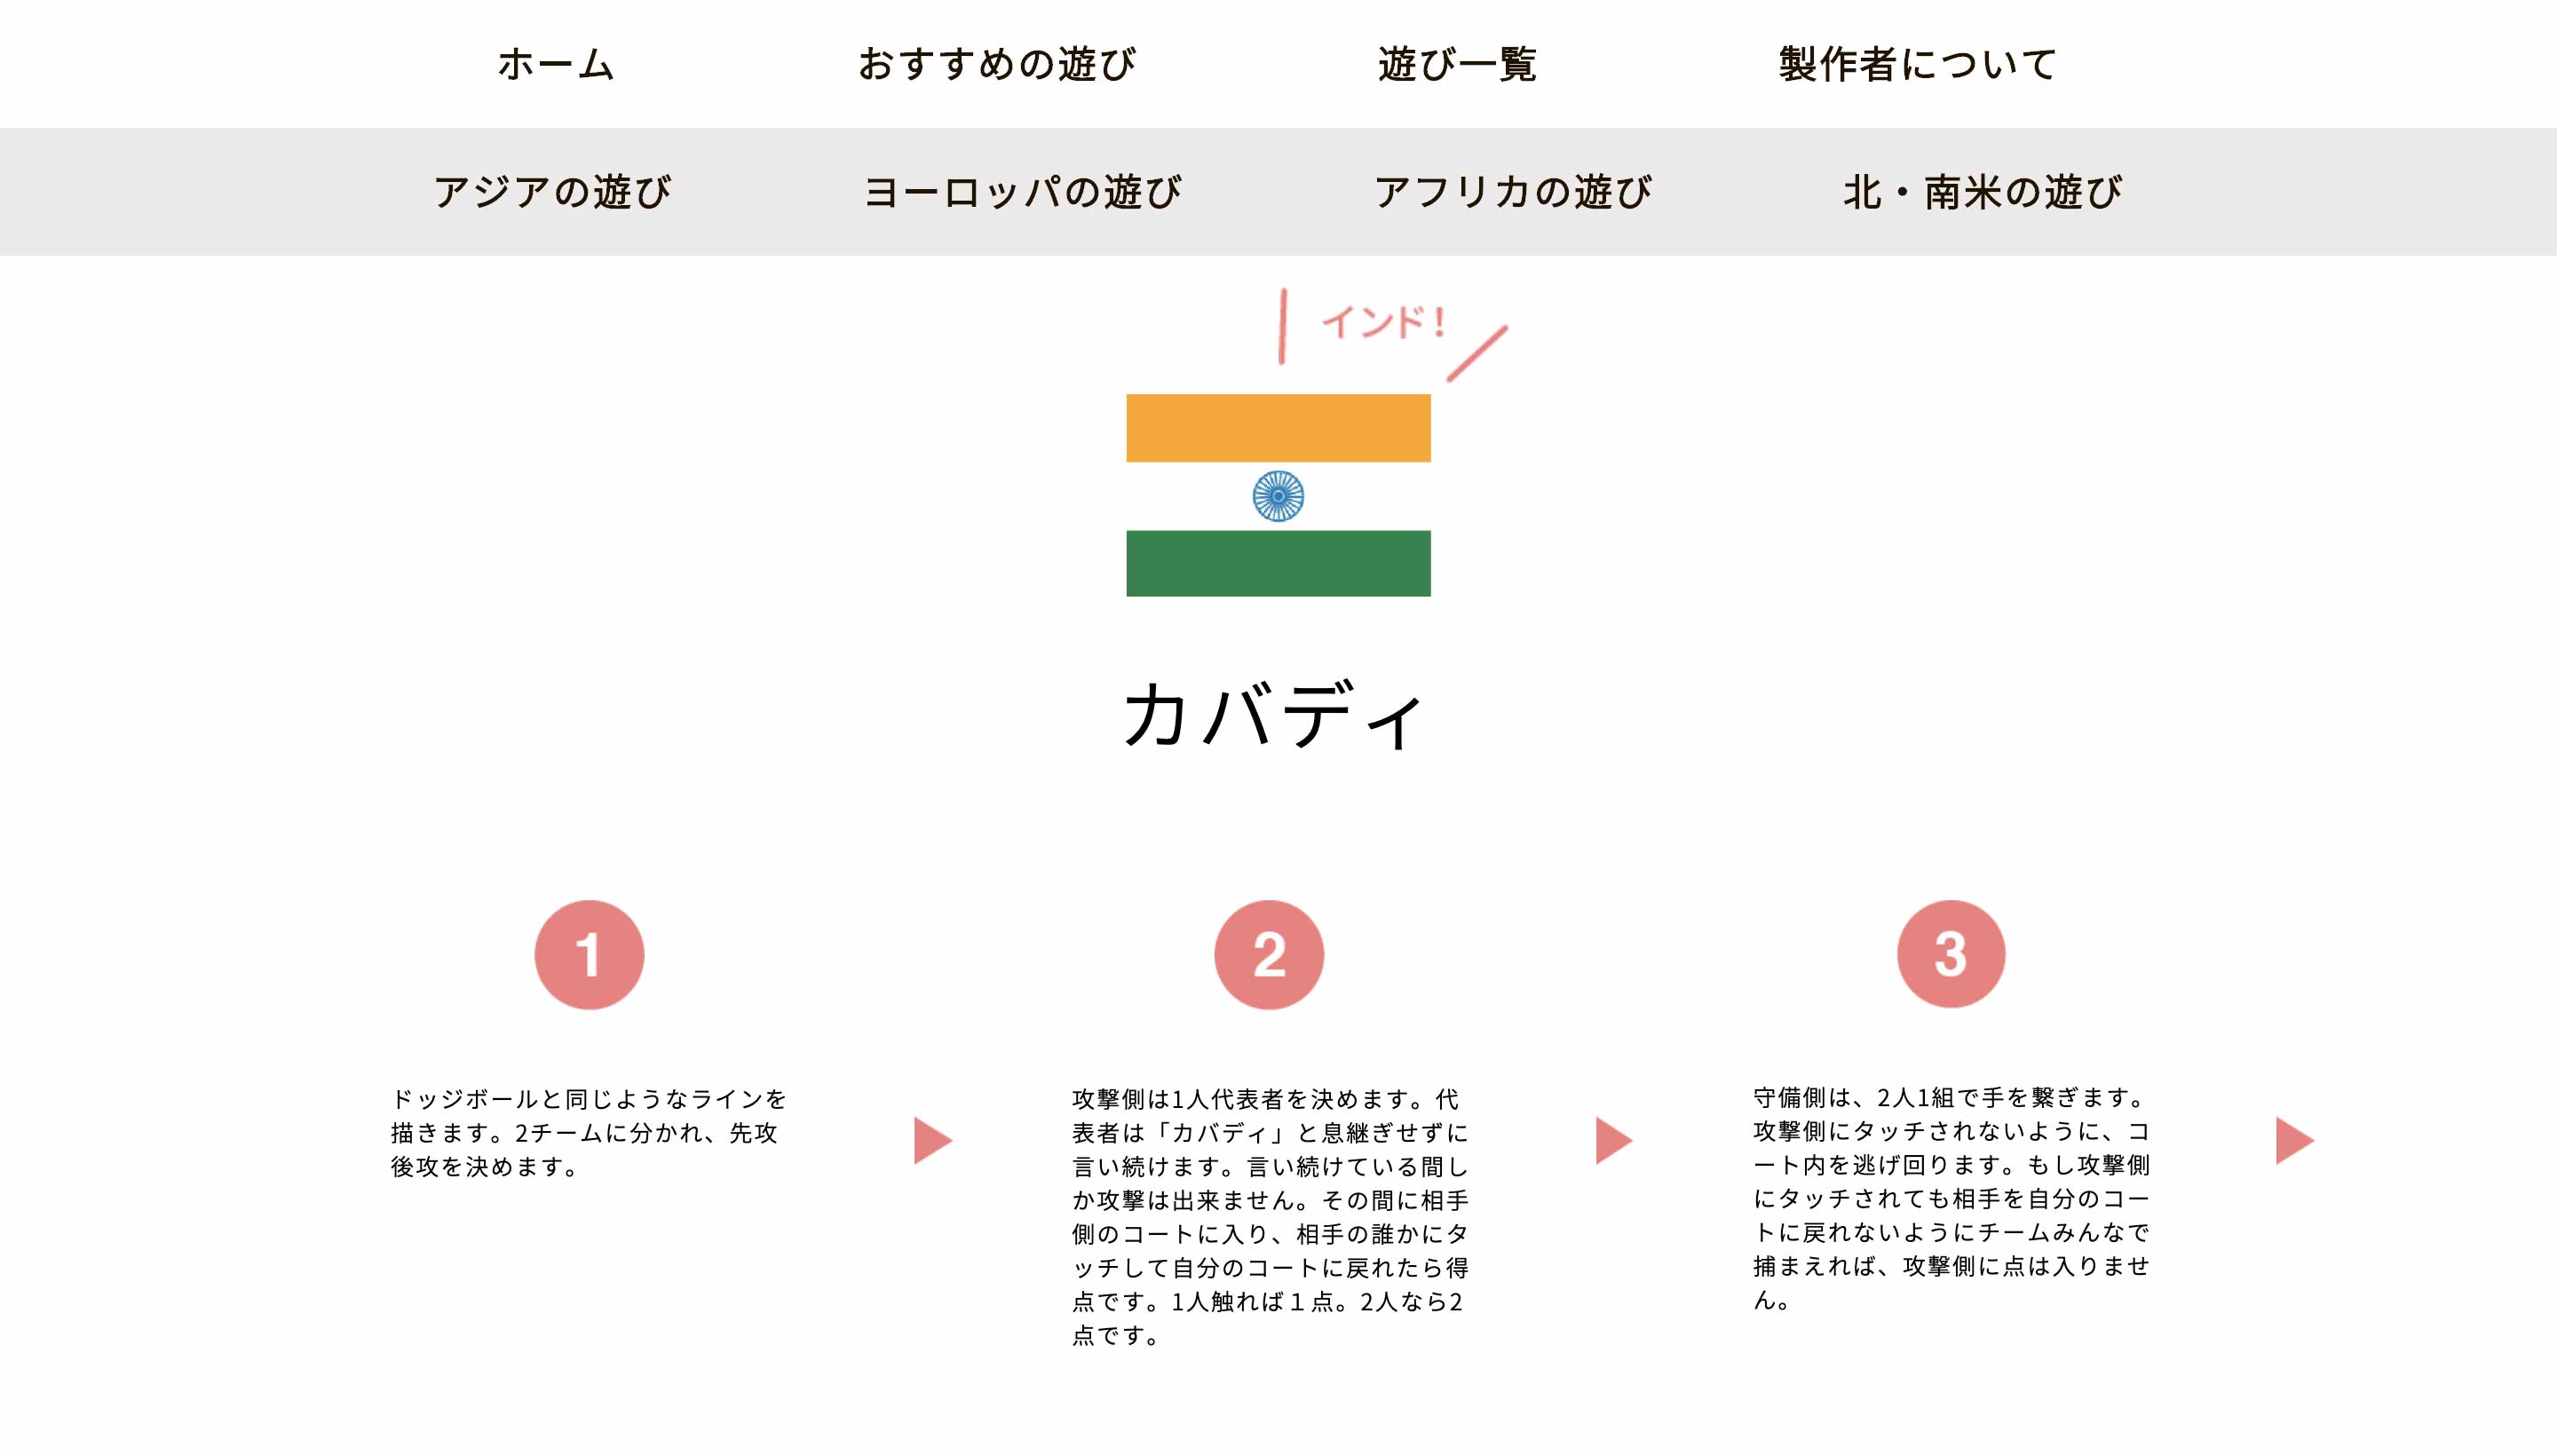 ホーム おすすめの遊び 遊び一覧 製作者について
アジアの遊び ヨーロッパの遊び アフリカの遊び 北・南米の遊び
インド！
カバディ
1
ドッジボールと同じようなラインを
描きます。2チームに分かれ、先攻
後攻を決めます。
2
攻撃側は1人代表者を決めます。代
表者は「カバディ」と息継ぎせずに
言い続けます。言い続けている間し
か攻撃は出来ません。その間に相手
側のコートに入り、相手の誰かにタ
ッチして自分のコートに戻れたら得
点です。1人触れば１点。2人なら2
点です。
3
守備側は、2人1組で手を繋ぎます。
攻撃側にタッチされないように、コ
ート内を逃げ回ります。もし攻撃側
にタッチされても相手を自分のコー
トに戻れないようにチームみんなで
捕まえれば、攻撃側に点は入りませ
ん。